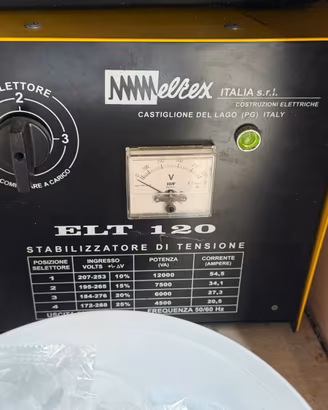 eltex ITALIA s.r.l.
COSTRUZIONI ELETTRICHE
CASTIGLIONE DEL LAGO (PG) ITALY
LETTORE
2
3
A CARICO
V
ELT 120
STABILIZZATORE DI TENSIONE
POSIZIONE SELETTORE INGRESSO VOLTS +/- ΔV POTENZA (VA) CORRENTE (AMPERE)
1 207-253 10% 12000 54,5
2 195-265 15% 7500 34,1
3 184-276 20% 6000 27,3
4 172-288 25% 4500 20,5
USCITA FREQUENZA 50/60 Hz